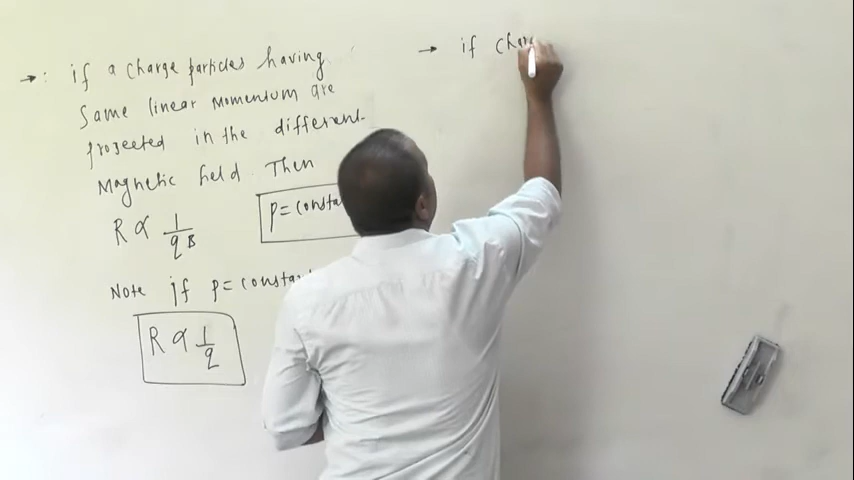 →: if a charge particles having
Same linear Momentum are
projected in the different
Magnetic field. Then
R ∝ 1/qB
P = consta
Note if P = constant
R ∝ 1/q
→ if char